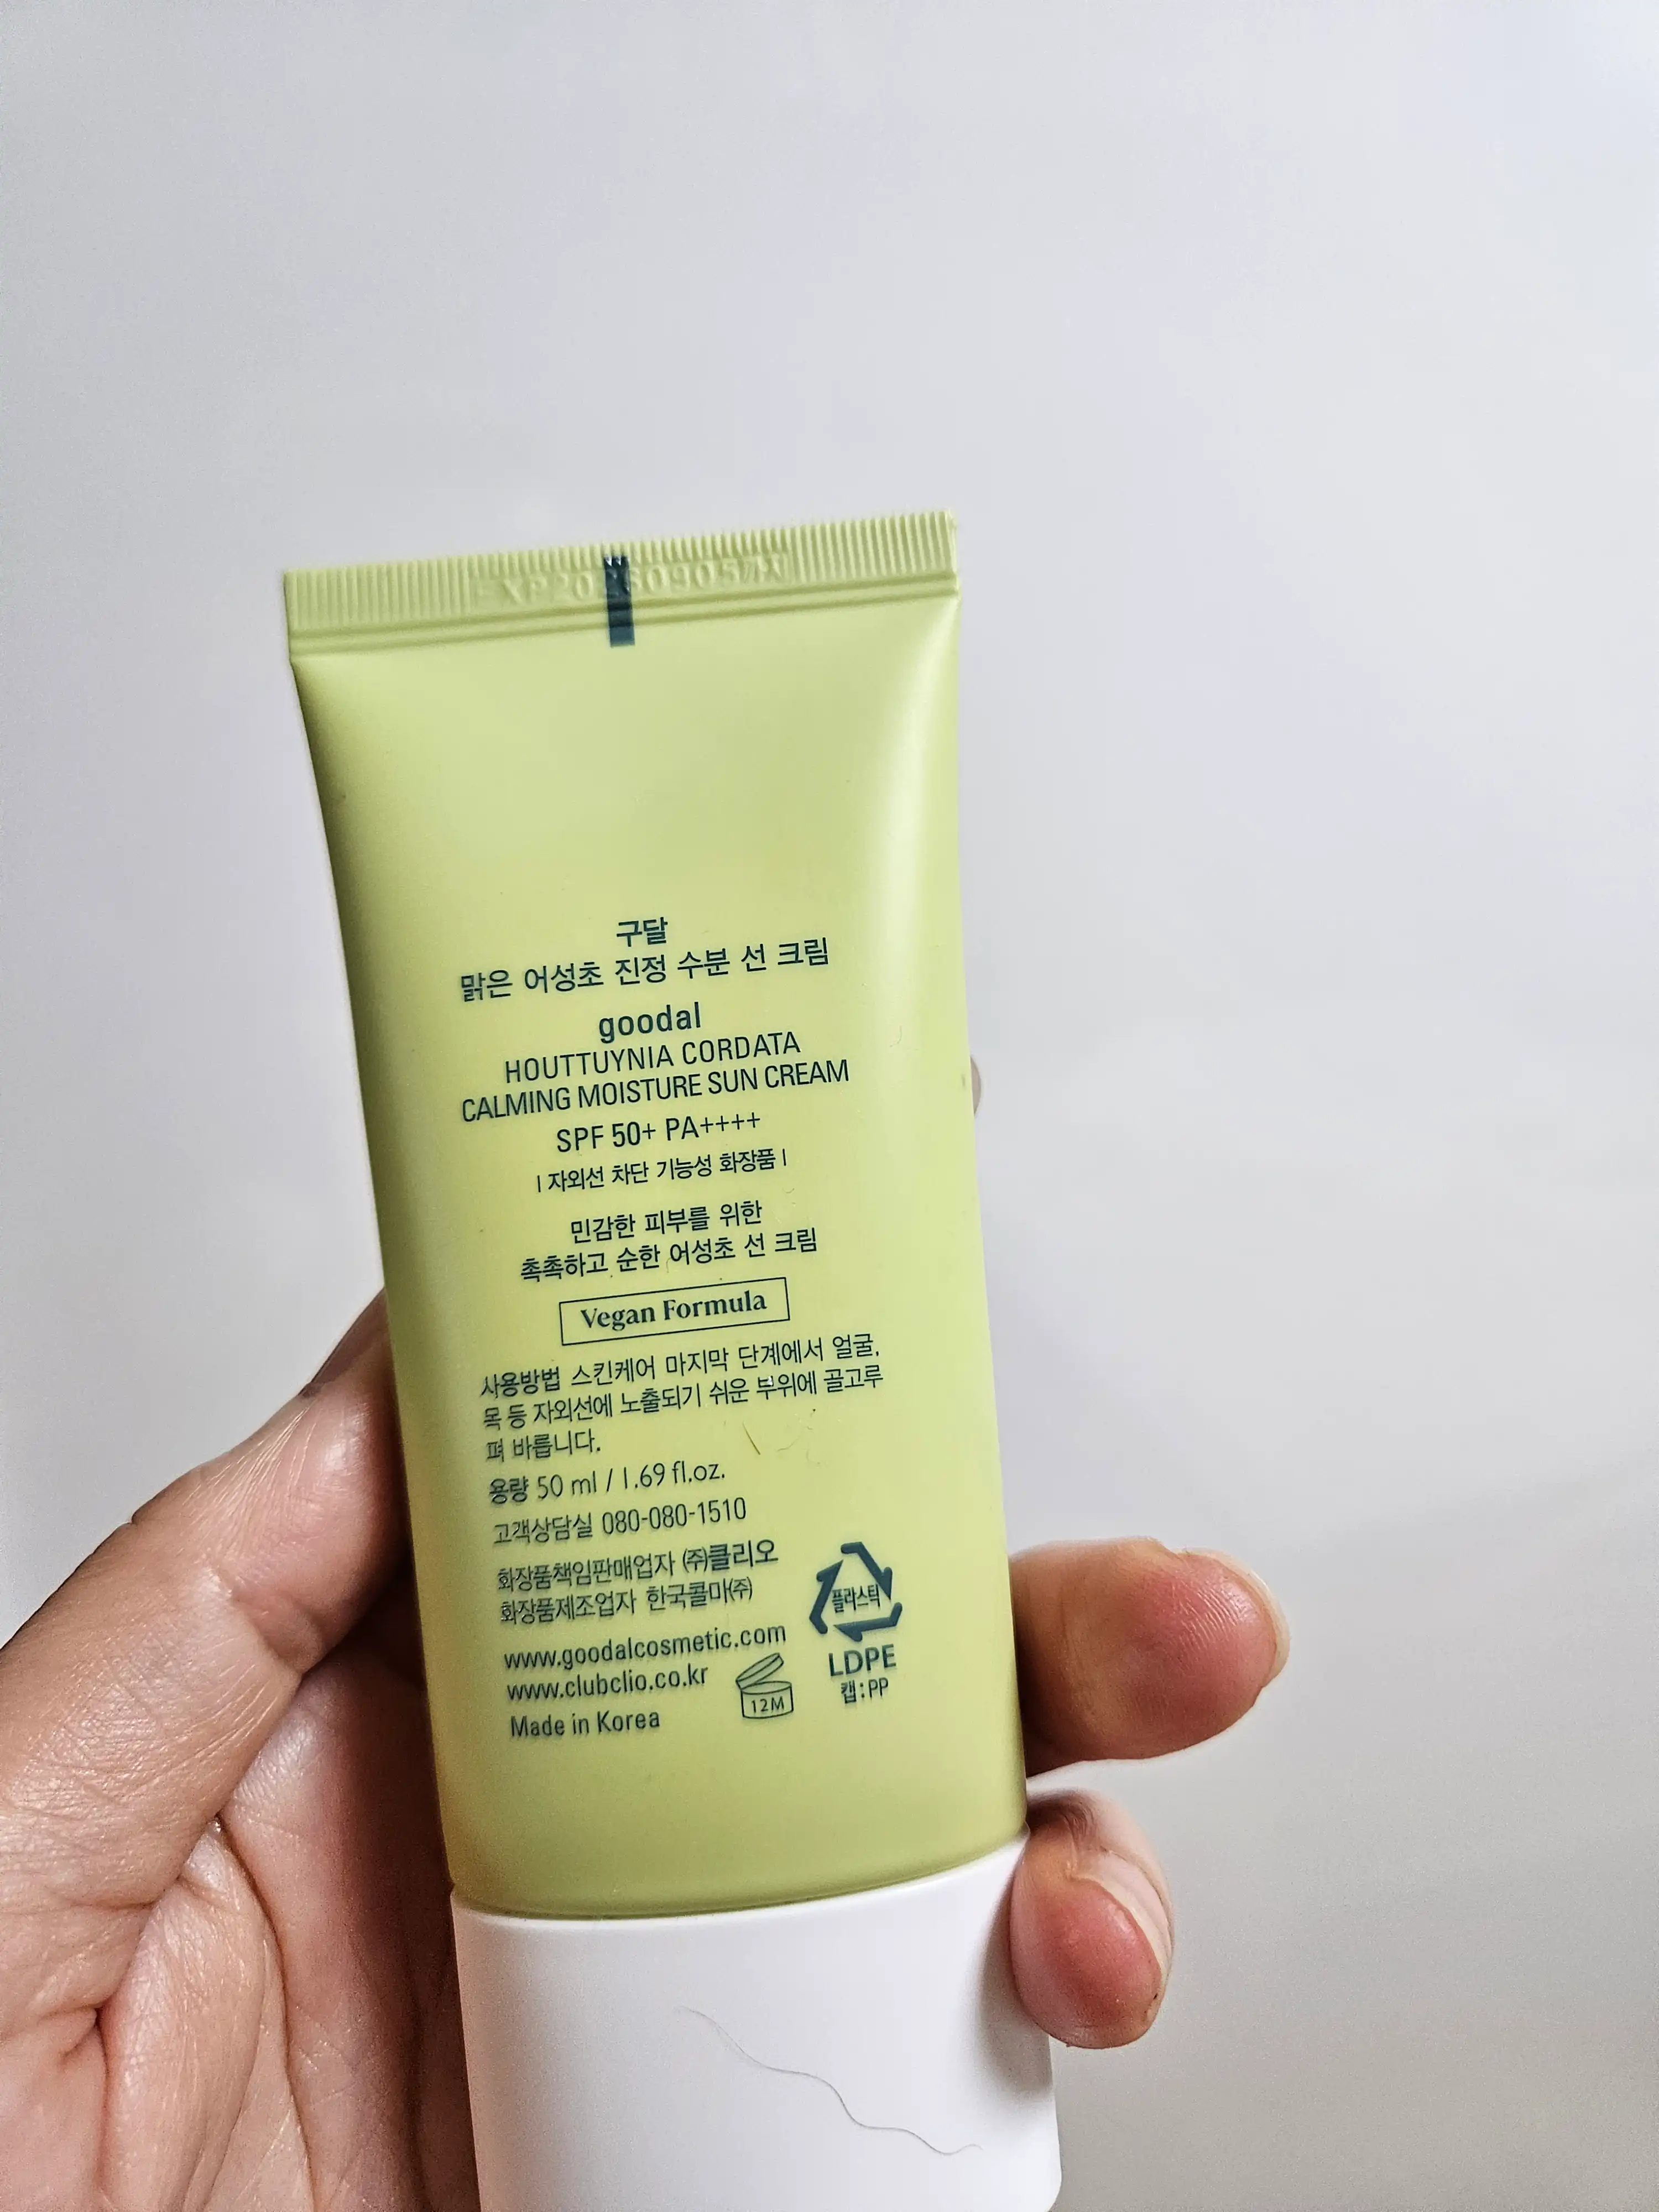 구달
맑은 어성초 진정 수분 선 크림
goodal
HOUTTUYNIA CORDATA
CALMING MOISTURE SUN CREAM
SPF 50+ PA++++
| 자외선 차단 기능성 화장품 |
민감한 피부를 위한
촉촉하고 순한 어성초 선 크림
Vegan Formula
사용방법 스킨케어 마지막 단계에서 얼굴,
목 등 자외선에 노출되기 쉬운 부위에 골고루
펴 바릅니다.
용량 50 ml / 1.69 fl.oz.
고객상담실 080-080-1510
화장품책임판매업자 ㈜클리오
화장품제조업자 한국콜마㈜
www.goodalcosmetic.com
www.clubclio.co.kr
Made in Korea
12M
플라스틱
LDPE
캡:PP